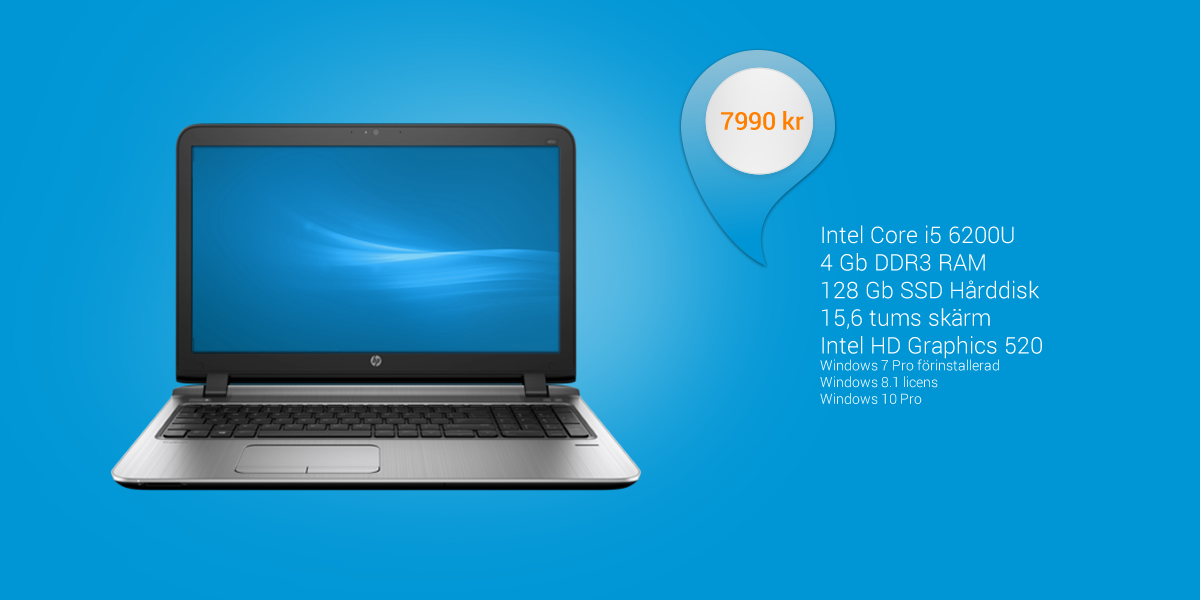 7990 kr
Intel Core i5 6200U
4 Gb DDR3 RAM
128 Gb SSD Hårddisk
15,6 tums skärm
Intel HD Graphics 520
Windows 7 Pro förinstallerad
Windows 8.1 licens
Windows 10 Pro
hp